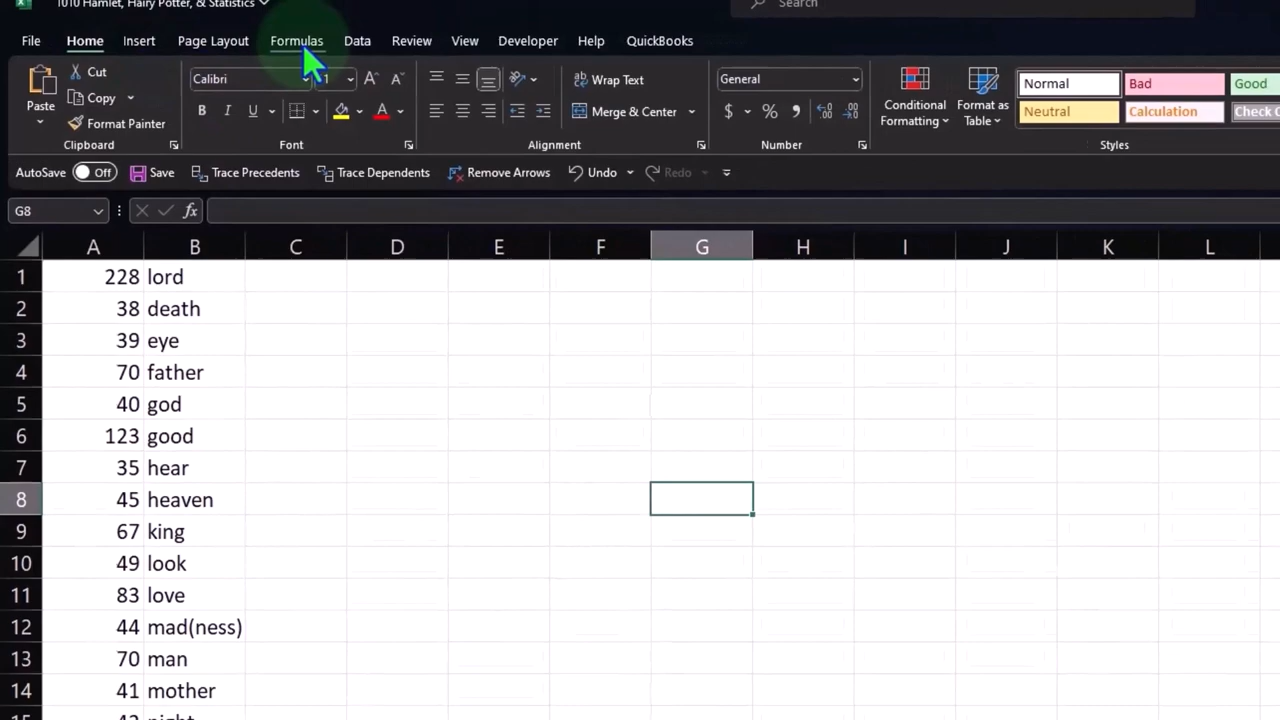 1010 Hamlet, Hairy Potter, & Statistics
Search
File Home Insert Page Layout Formulas Data Review View Developer Help QuickBooks
Paste
Cut
Copy
Format Painter
Clipboard
Calibri
Font
Wrap Text
Merge & Center
Alignment
General
Number
Conditional Formatting
Format as Table
Normal Bad Good
Neutral Calculation
Styles
AutoSave Off Save Trace Precedents Trace Dependents Remove Arrows Undo Redo
G8 fx
A B C D E F G H I J K L
1 228 lord
2 38 death
3 39 eye
4 70 father
5 40 god
6 123 good
7 35 hear
8 45 heaven
9 67 king
10 49 look
11 83 love
12 44 mad(ness)
13 70 man
14 41 mother